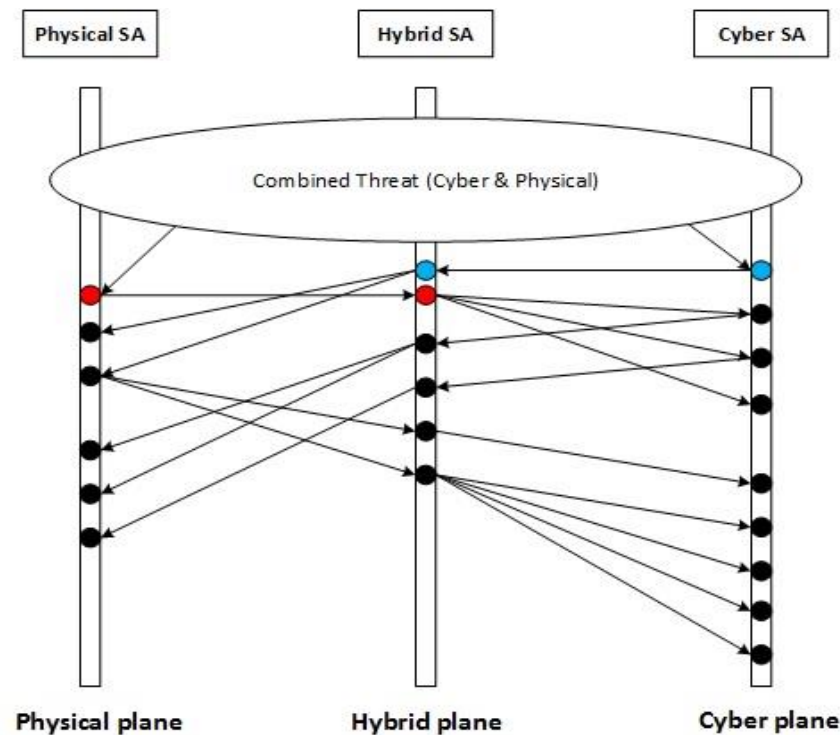 Physical SA
Hybrid SA
Cyber SA
Combined Threat (Cyber & Physical)
Physical plane
Hybrid plane
Cyber plane